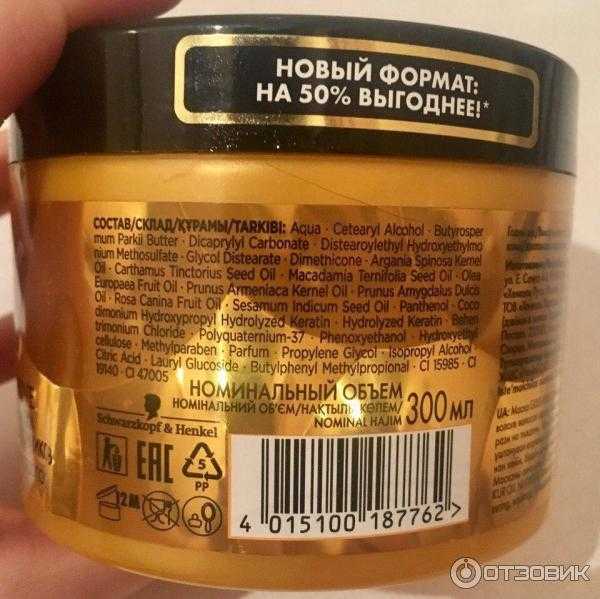 НОВЫЙ ФОРМАТ:
НА 50% ВЫГОДНЕЕ!*
СОСТАВ/СКЛАД/ҚҰРАМЫ/TARKIBI: Aqua · Cetearyl Alcohol · Butyrosper
mum Parkii Butter · Dicaprylyl Carbonate · Distearoylethyl Hydroxyethylmo
nium Methosulfate · Glycol Distearate · Dimethicone · Argania Spinosa Kernel
Oil · Carthamus Tinctorius Seed Oil · Macadamia Ternifolia Seed Oil · Olea
Europaea Fruit Oil · Prunus Armeniaca Kernel Oil · Prunus Amygdalus Dulcis
Oil · Rosa Canina Fruit Oil · Sesamum Indicum Seed Oil · Panthenol · Coco
dimonium Hydroxypropyl Hydrolyzed Keratin · Hydrolyzed Keratin · Behen
trimonium Chloride · Polyquaternium-37 · Phenoxyethanol · Hydroxyethyl
cellulose · Methylparaben · Parfum · Propylene Glycol · Isopropyl Alcohol ·
Citric Acid · Lauryl Glucoside · Butylphenyl Methylpropional · CI 15985 · CI
19140 · CI 47005
НОМИНАЛЬНЫЙ ОБЪЕМ
НОМІНАЛЬНИЙ ОБ'ЄМ/НАҚТЫЛЫ КӨЛЕМ/
NOMINAL HAJIM
300 МЛ
Schwarzkopf & Henkel
EAC
5
PP
2M
4 015100 187762
ОТЗОВИК